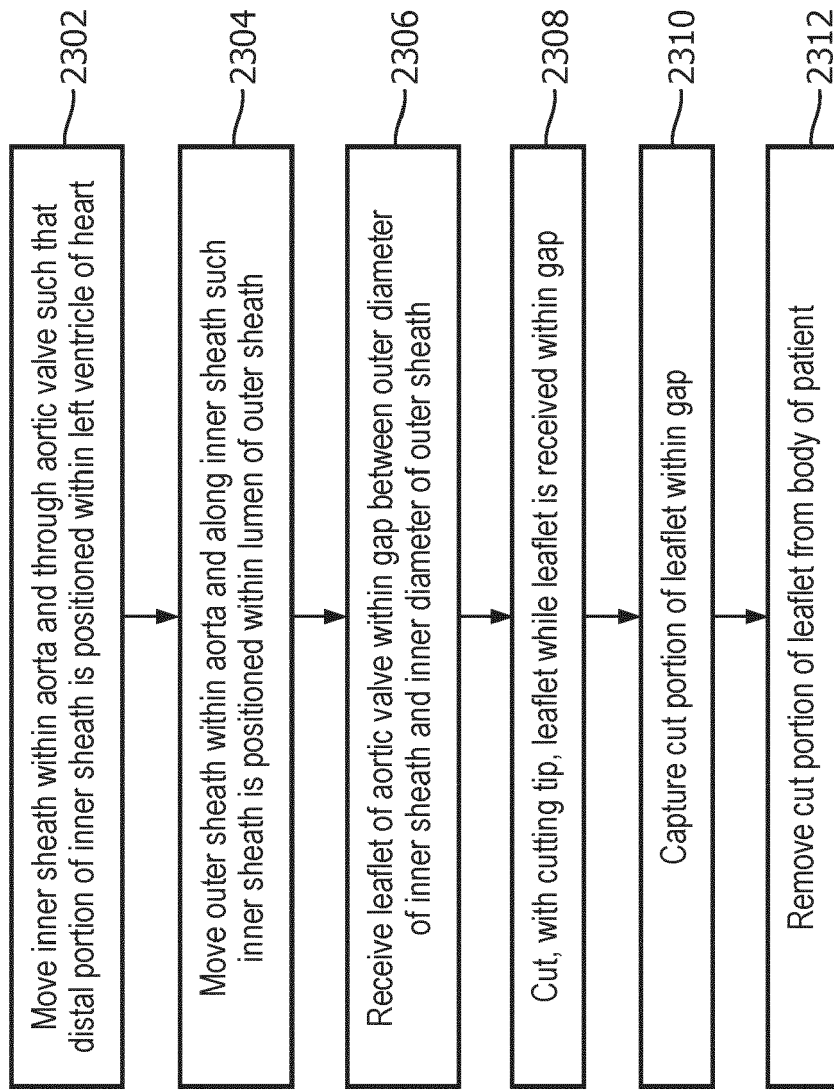 Move inner sheath within aorta and through aortic valve such that
distal portion of inner sheath is positioned within left ventricle of heart
2302
Move outer sheath within aorta and along inner sheath such
inner sheath is positioned within lumen of outer sheath
2304
Receive leaflet of aortic valve within gap between outer diameter
of inner sheath and inner diameter of outer sheath
2306
Cut, with cutting tip, leaflet while leaflet is received within gap
2308
Capture cut portion of leaflet within gap
2310
Remove cut portion of leaflet from body of patient
2312